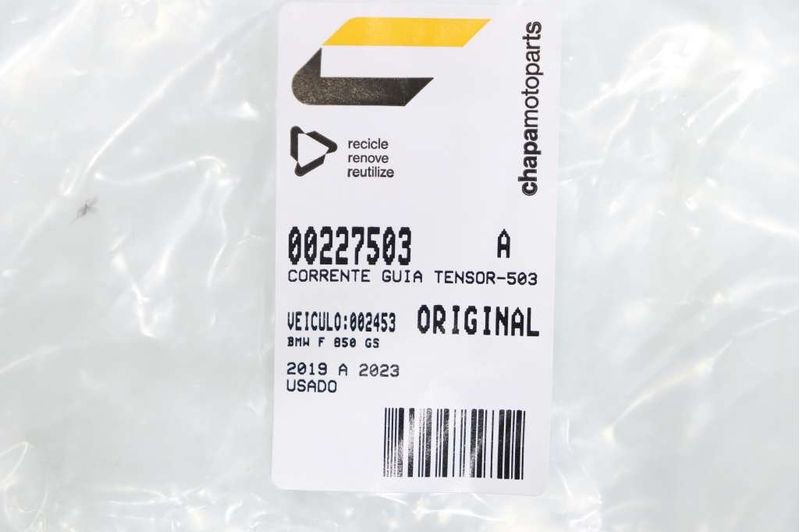 chapamotoparts
recicle
renove
reutilize
00227503 A
CORRENTE GUIA TENSOR-503
VEICULO:002453 ORIGINAL
BMW F 850 GS
2019 A 2023
USADO